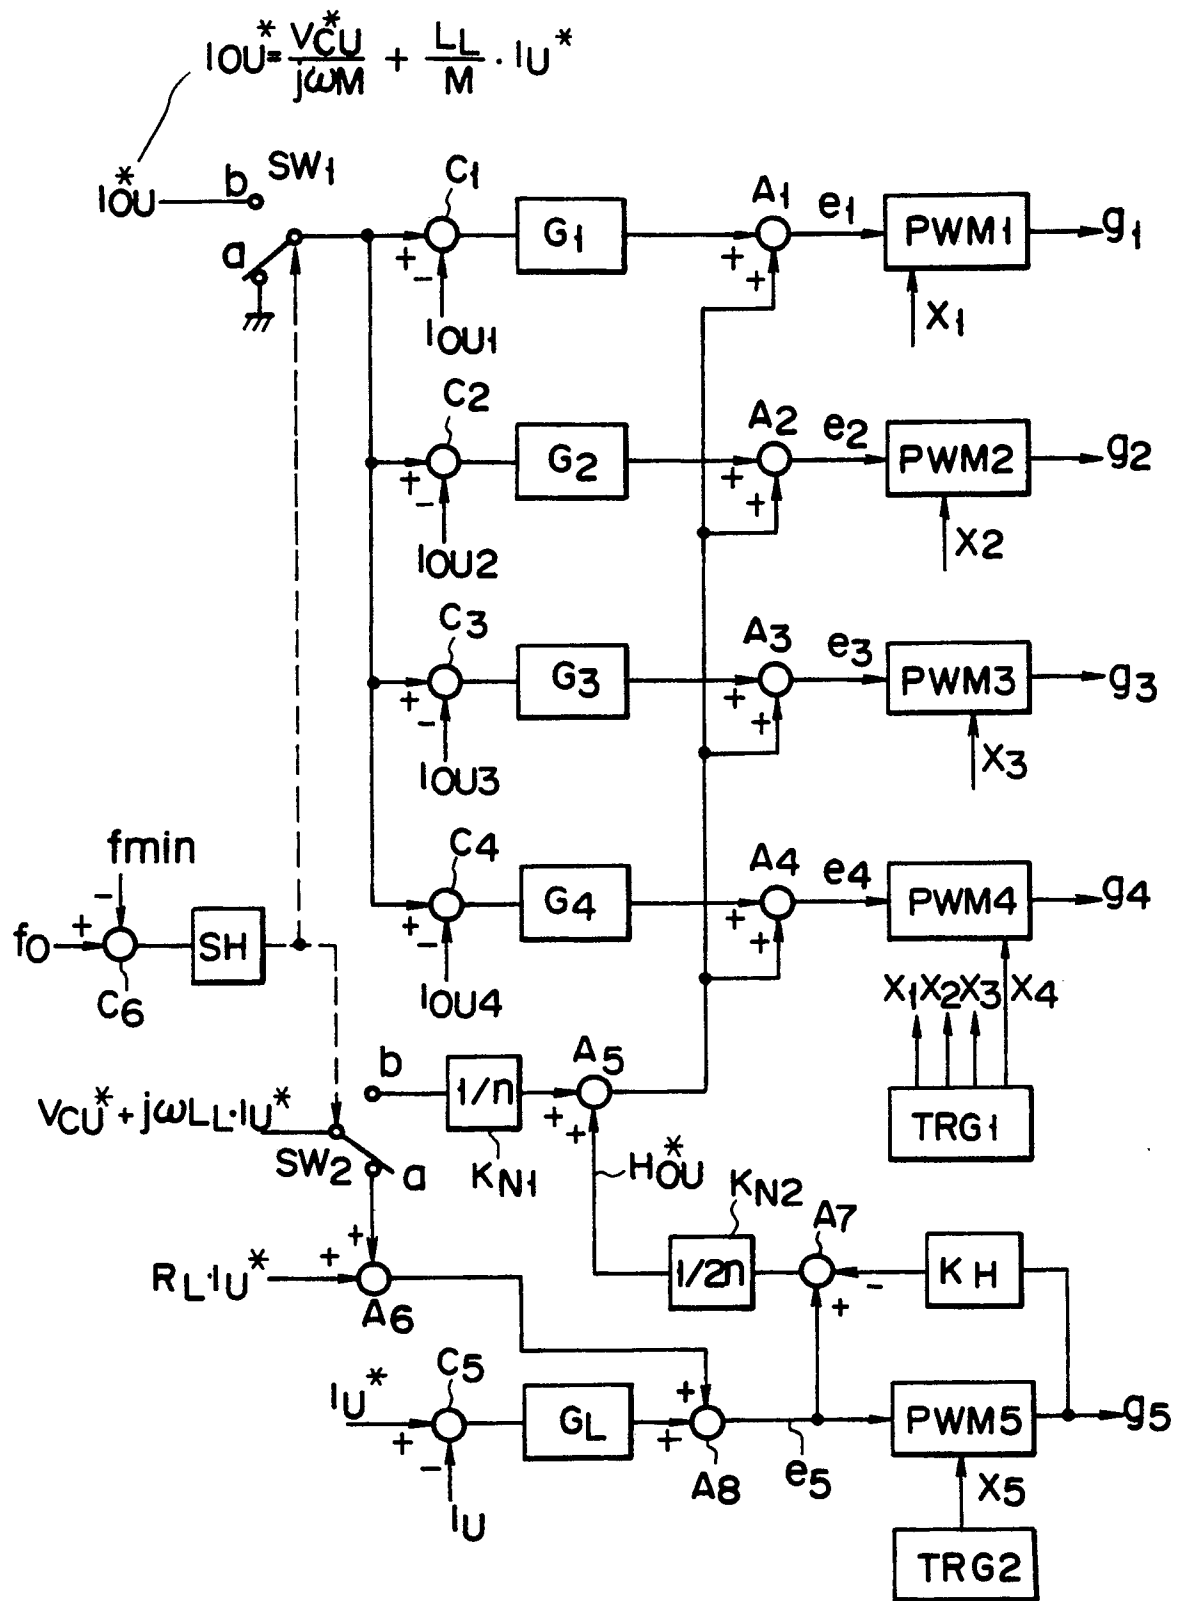 IOU* = VCU*/jωM + LL/M · IU*
IOU*
b
SW1
a
C1
G1
A1
e1
PWM1
g1
+
−
+
+
IOU1
X1
C2
G2
A2
e2
PWM2
g2
+
−
+
+
IOU2
X2
C3
G3
A3
e3
PWM3
g3
+
−
+
+
IOU3
X3
fmin
−
+
fO
C6
SH
C4
G4
A4
e4
PWM4
g4
+
−
+
+
IOU4
X1 X2 X3 X4
TRG1
b
1/n
KN1
A5
+
+
VCU* + jωLL·IU*
SW2
a
HOU*
KN2
1/2n
A7
−
+
KH
RL·IU*
+
+
A6
IU*
C5
+
−
IU
GL
+
+
A8
e5
PWM5
g5
X5
TRG2